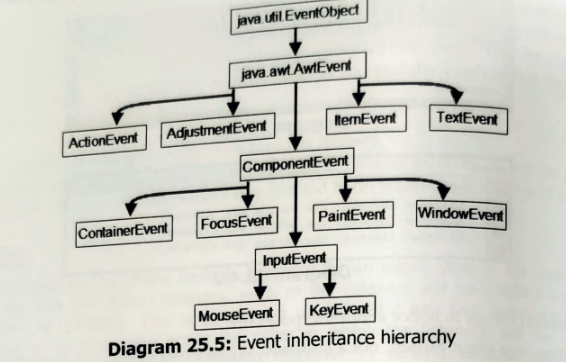 java.util.EventObject
java.awt.AwtEvent
ActionEvent
AdjustmentEvent
ItemEvent
TextEvent
ComponentEvent
ContainerEvent
FocusEvent
PaintEvent
WindowEvent
InputEvent
MouseEvent
KeyEvent
Diagram 25.5: Event inheritance hierarchy